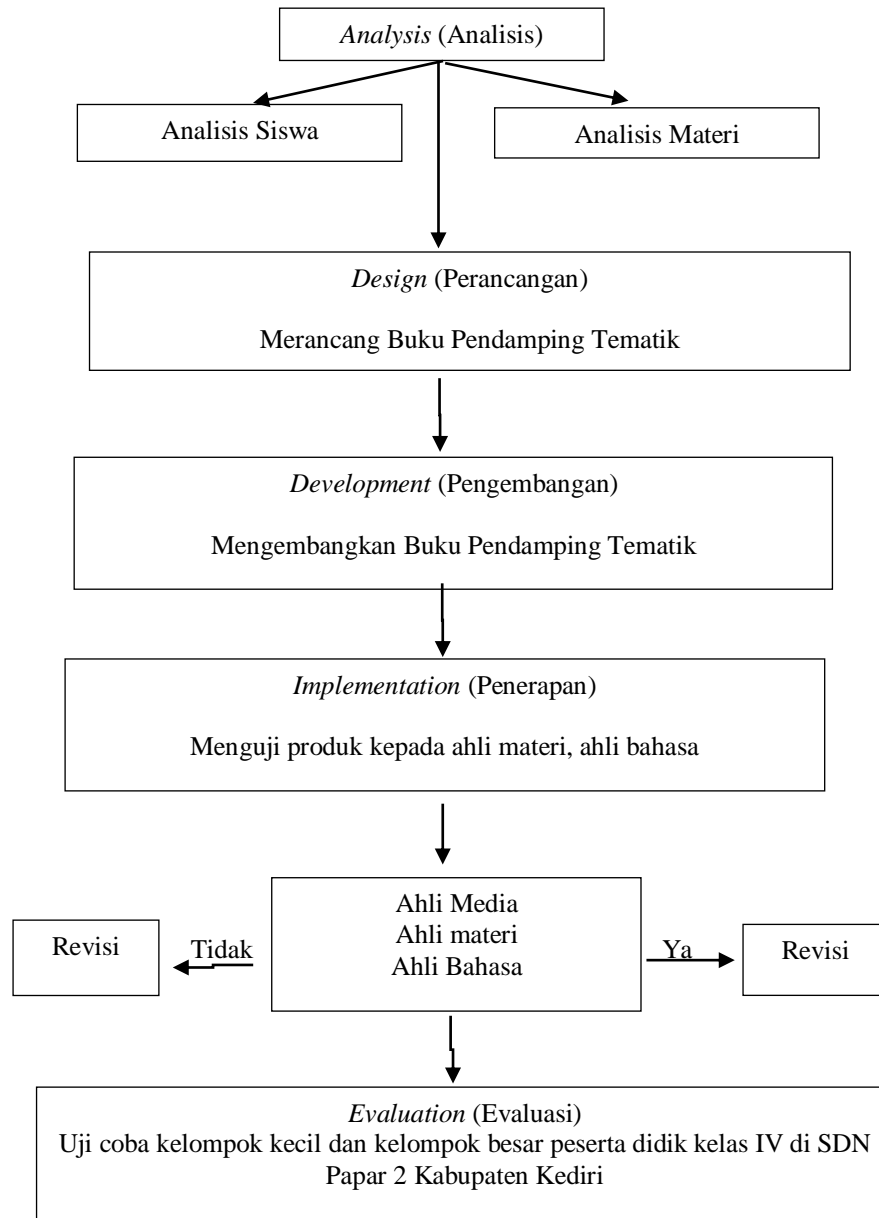 Analysis (Analisis)
Analisis Siswa
Analisis Materi
Design (Perancangan)
Merancang Buku Pendamping Tematik
Development (Pengembangan)
Mengembangkan Buku Pendamping Tematik
Implementation (Penerapan)
Menguji produk kepada ahli materi, ahli bahasa
Ahli Media
Ahli materi
Ahli Bahasa
Revisi
Tidak
Ya
Revisi
Evaluation (Evaluasi)
Uji coba kelompok kecil dan kelompok besar peserta didik kelas IV di SDN
Papar 2 Kabupaten Kediri